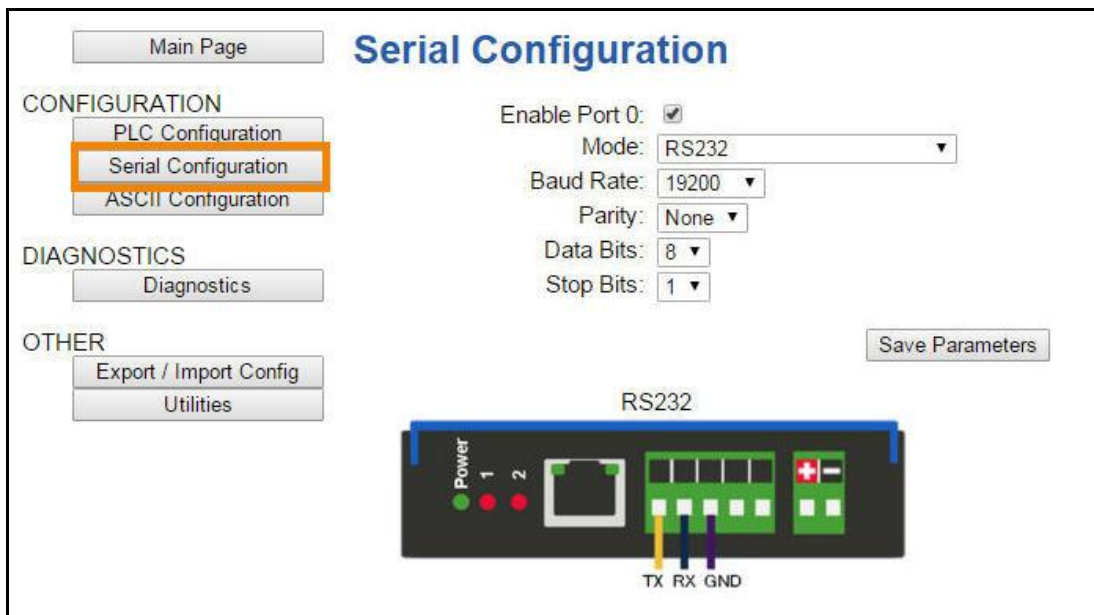 Main Page
Serial Configuration
CONFIGURATION
PLC Configuration
Serial Configuration
ASCII Configuration
DIAGNOSTICS
Diagnostics
OTHER
Export / Import Config
Utilities
Enable Port 0:
Mode: RS232
Baud Rate: 19200
Parity: None
Data Bits: 8
Stop Bits: 1
Save Parameters
RS232
Power 1 2
+ −
TX RX GND